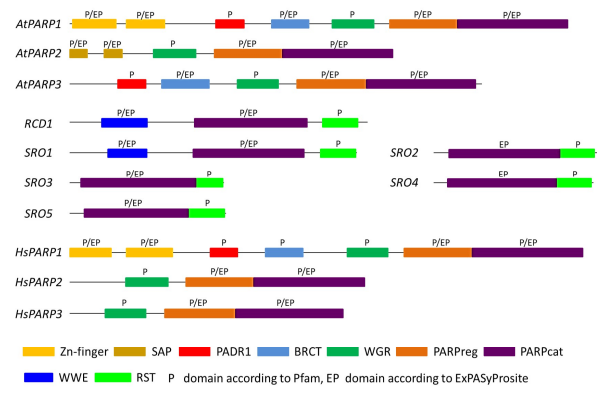 P/EP P/EP P P/EP P P/EP P/EP
AtPARP1
P/EP P/EP P P/EP P/EP
AtPARP2
P P/EP P P/EP P/EP
AtPARP3
P/EP P/EP P
RCD1
P/EP P/EP P EP P
SRO1 SRO2
P/EP P EP P
SRO3 SRO4
P/EP P
SRO5
P/EP P/EP P P P P/EP P/EP
HsPARP1
P P/EP P/EP
HsPARP2
P P/EP P/EP
HsPARP3
Zn-finger SAP PADR1 BRCT WGR PARPreg PARPcat
WWE RST P domain according to Pfam, EP domain according to ExPASyProsite